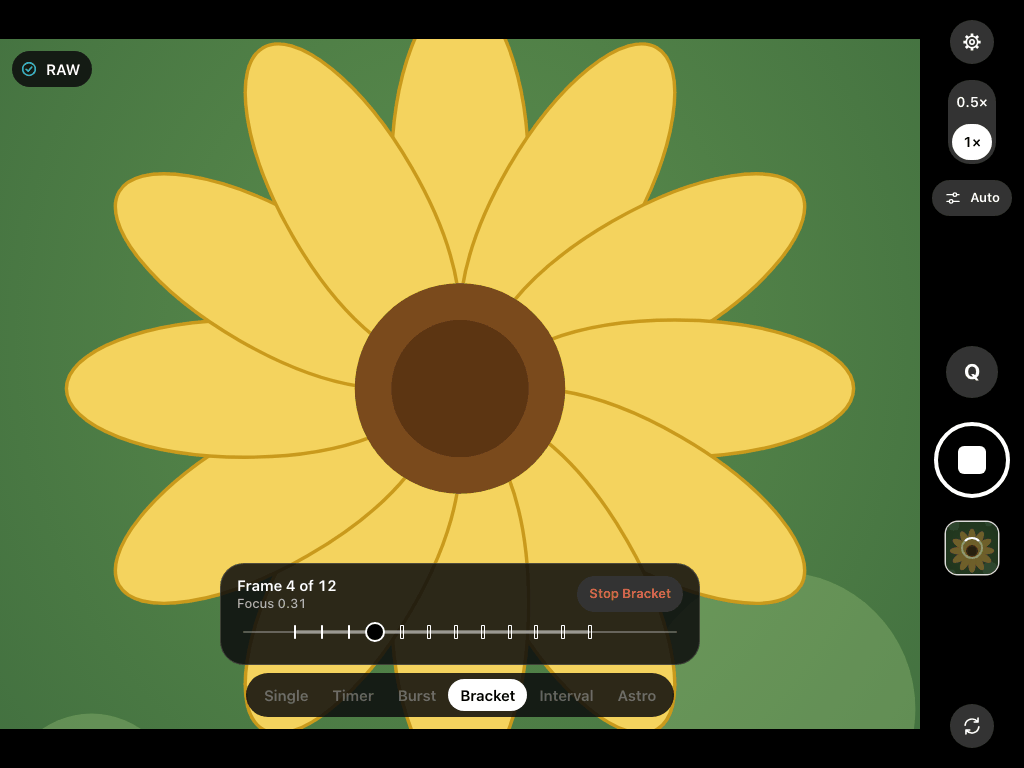 RAW
0.5×
1×
Auto
Q
Frame 4 of 12
Focus 0.31
Stop Bracket
Single Timer Burst Bracket Interval Astro